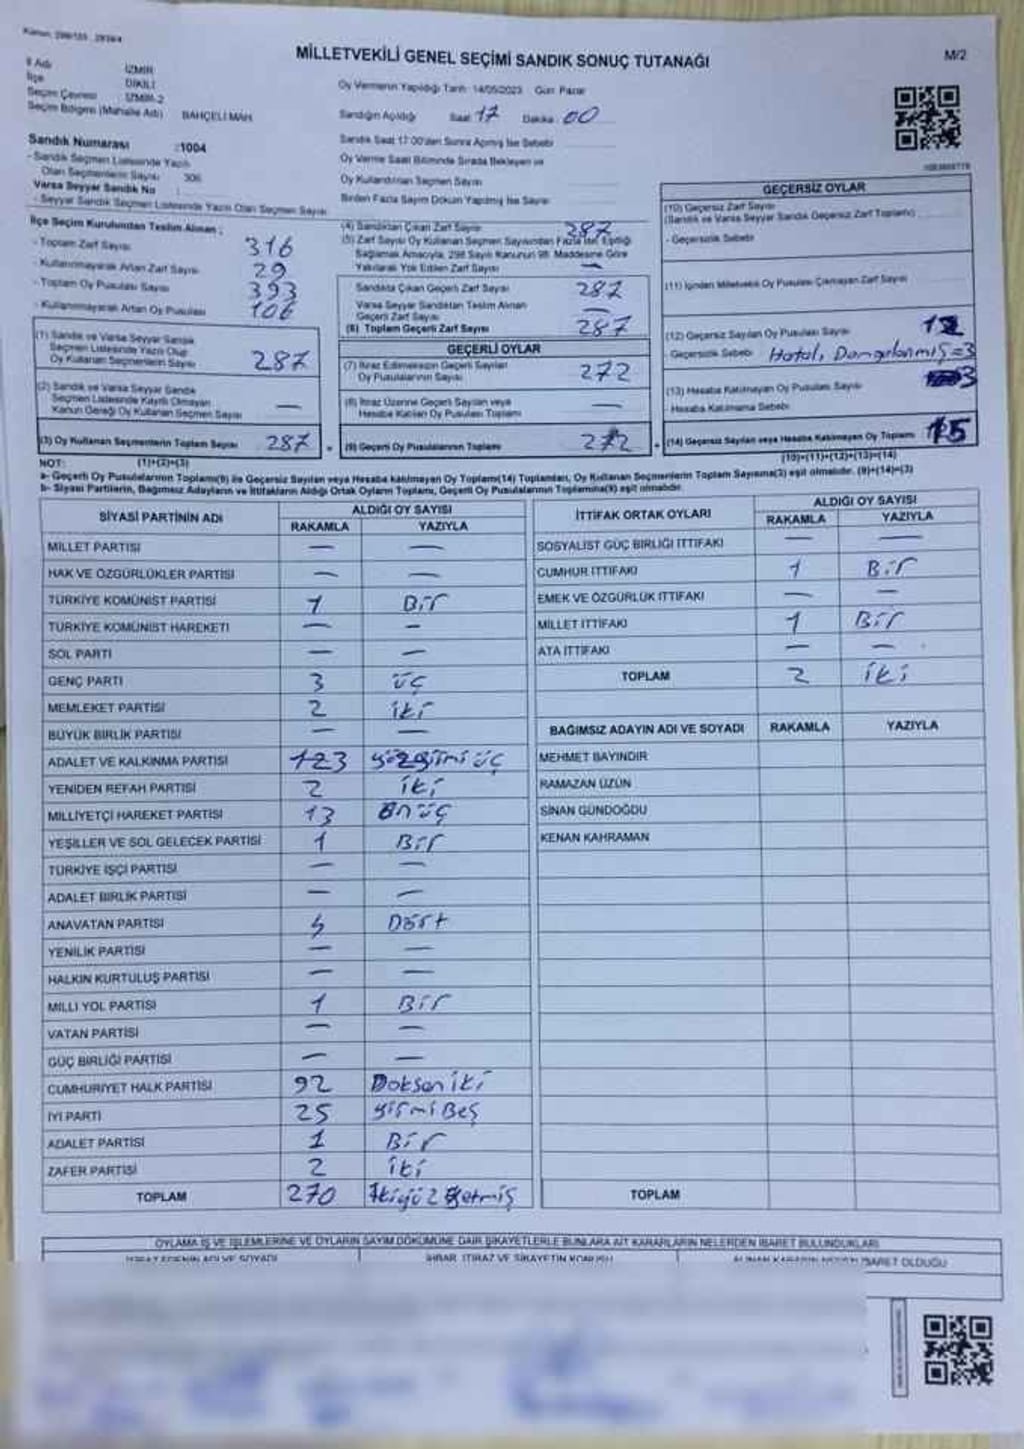 MİLLETVEKİLİ GENEL SEÇİMİ SANDIK SONUÇ TUTANAĞI
M/2
İl Adı İZMİR
İlçe DİKİLİ
Seçim Çevresi İZMİR-2
Seçim Bölgesi (Mahalle Adı) BAHÇELİ MAH.
Oy Vermenin Yapıldığı Tarih: 14/05/2023 Gün: Pazar
Sandığın Açıldığı Saat: 17 Dakika: 00
Sandık Saat 17:00'den Sonra Açılmış İse Sebebi
Oy Verme Saati Bitiminde Sırada Bekleyen ve
Oy Kullandırılan Seçmen Sayısı
Birden Fazla Sayım Döküm Yapılmış İse Sayısı
Sandık Numarası :1004
- Sandık Seçmen Listesinde Yazılı
Olan Seçmenlerin Sayısı 306
Varsa Seyyar Sandık No :
- Seyyar Sandık Seçmen Listesinde Yazılı Olan Seçmen Sayısı
İlçe Seçim Kurulundan Teslim Alınan ;
- Toplam Zarf Sayısı 316
- Kullanılmayarak Artan Zarf Sayısı 29
- Toplam Oy Pusulası Sayısı 393
- Kullanılmayarak Artan Oy Pusulası 106
(1) Sandık ve Varsa Seyyar Sandık
Seçmen Listesinde Yazılı Olup
Oy Kullanan Seçmenlerin Sayısı 287
(2) Sandık ve Varsa Seyyar Sandık
Seçmen Listesinde Kayıtlı Olmayan
Kanun Gereği Oy Kullanan Seçmen Sayısı —
(3) Oy Kullanan Seçmenlerin Toplam Sayısı 287
(1)+(2)=(3)
(4) Sandıktan Çıkan Zarf Sayısı 287
(5) Zarf Sayısı Oy Kullanan Seçmen Sayısından Fazla İse, Eşitliği
Sağlamak Amacıyla, 298 Sayılı Kanunun 98. Maddesine Göre
Yakılarak Yok Edilen Zarf Sayısı —
Sandıkta Çıkan Geçerli Zarf Sayısı 287
Varsa Seyyar Sandıktan Teslim Alınan
Geçerli Zarf Sayısı —
(6) Toplam Geçerli Zarf Sayısı 287
GEÇERLİ OYLAR
(7) İtiraz Edilmeksizin Geçerli Sayılan
Oy Pusulalarının Sayısı 272
(8) İtiraz Üzerine Geçerli Sayılan veya
Hesaba Katılan Oy Pusulası Toplamı —
(9) Geçerli Oy Pusulalarının Toplamı 272
GEÇERSİZ OYLAR
(10) Geçersiz Zarf Sayısı
(Sandık ve Varsa Seyyar Sandık Geçersiz Zarf Toplamı)
- Geçersizlik Sebebi
(11) İçinden Milletvekili Oy Pusulası Çıkmayan Zarf Sayısı
(12) Geçersiz Sayılan Oy Pusulası Sayısı 12
- Geçersizlik Sebebi Hatalı Damgalanmış=3
(13) Hesaba Katılmayan Oy Pusulası Sayısı 3
- Hesaba Katılmama Sebebi
(14) Geçersiz Sayılan veya Hesaba Katılmayan Oy Toplamı 15
(10)+(11)+(12)+(13)=(14)
NOT:
a- Geçerli Oy Pusulalarının Toplamı(9) ile Geçersiz Sayılan veya Hesaba katılmayan Oy Toplamı(14) Toplamları, Oy Kullanan Seçmenlerin Toplam Sayısına(3) eşit olmalıdır. (9)+(14)=(3)
b- Siyasi Partilerin, Bağımsız Adayların ve İttifakların Aldığı Ortak Oyların Toplamı, Geçerli Oy Pusulalarının Toplamına(9) eşit olmalıdır.
SİYASİ PARTİNİN ADI ALDIĞI OY SAYISI
RAKAMLA YAZIYLA
MİLLET PARTİSİ — —
HAK VE ÖZGÜRLÜKLER PARTİSİ — —
TÜRKİYE KOMÜNİST PARTİSİ 1 Bir
TÜRKİYE KOMÜNİST HAREKETİ — —
SOL PARTİ — —
GENÇ PARTİ 3 üç
MEMLEKET PARTİSİ 2 iki
BÜYÜK BİRLİK PARTİSİ — —
ADALET VE KALKINMA PARTİSİ 123 yüzyirmi üç
YENİDEN REFAH PARTİSİ 2 iki
MİLLİYETÇİ HAREKET PARTİSİ 13 onüç
YEŞİLLER VE SOL GELECEK PARTİSİ 1 Bir
TÜRKİYE İŞÇİ PARTİSİ — —
ADALET BİRLİK PARTİSİ — —
ANAVATAN PARTİSİ 4 Dört
YENİLİK PARTİSİ — —
HALKIN KURTULUŞ PARTİSİ — —
MİLLİ YOL PARTİSİ 1 Bir
VATAN PARTİSİ — —
GÜÇ BİRLİĞİ PARTİSİ — —
CUMHURİYET HALK PARTİSİ 92 Doksan iki
İYİ PARTİ 25 yirmi Beş
ADALET PARTİSİ 1 Bir
ZAFER PARTİSİ 2 iki
TOPLAM 270 ikiyüz yetmiş
İTTİFAK ORTAK OYLARI ALDIĞI OY SAYISI
RAKAMLA YAZIYLA
SOSYALİST GÜÇ BİRLİĞİ İTTİFAKI — —
CUMHUR İTTİFAKI 1 Bir
EMEK VE ÖZGÜRLÜK İTTİFAKI — —
MİLLET İTTİFAKI 1 Bir
ATA İTTİFAKI — —
TOPLAM 2 iki
BAĞIMSIZ ADAYIN ADI VE SOYADI RAKAMLA YAZIYLA
MEHMET BAYINDIR
RAMAZAN UZUN
SİNAN GÜNDOĞDU
KENAN KAHRAMAN
TOPLAM
OYLAMA İŞ VE İŞLEMLERİNE VE OYLARIN SAYIM DÖKÜMÜNE DAİR ŞİKAYETLERLE BUNLARA AİT KARARLARIN NELERDEN İBARET BULUNDUKLARI
İHBAR, İTİRAZ VE ŞİKAYETİN KONUSU